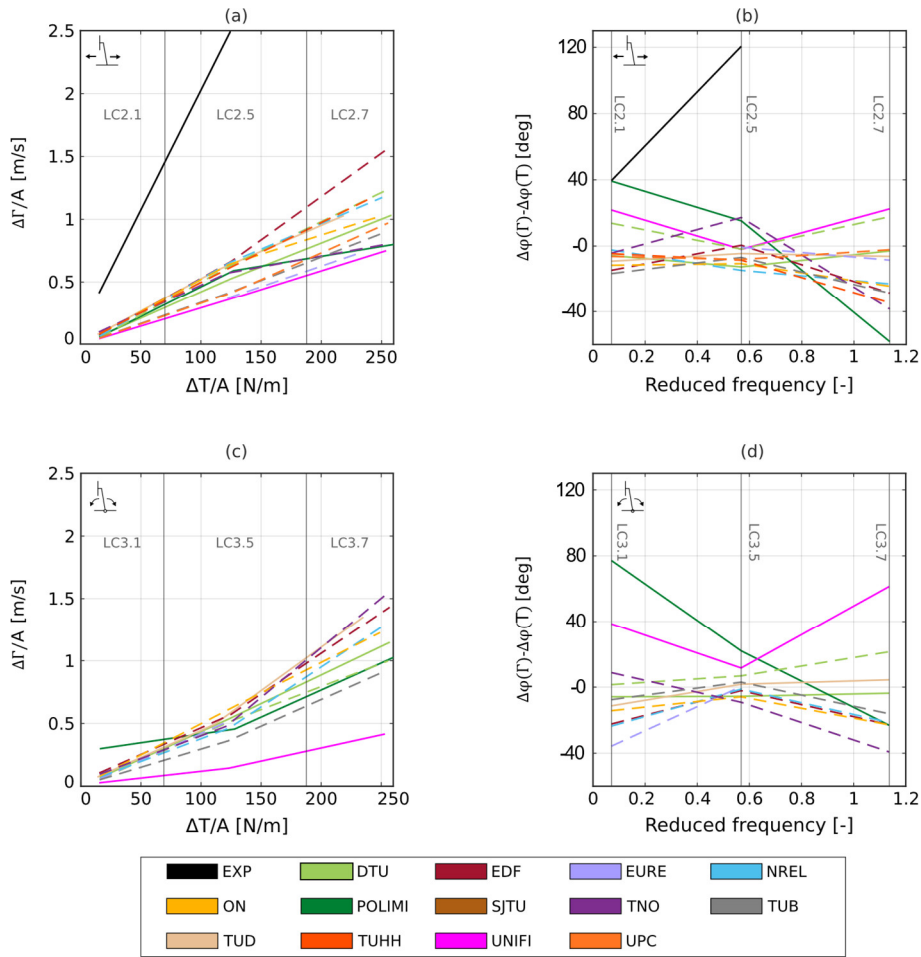 (a)
2.5
2
1.5
1
0.5
0
ΔΓ/A [m/s]
LC2.1 LC2.5 LC2.7
0 50 100 150 200 250
ΔT/A [N/m]
(b)
120
80
40
-0
-40
Δφ(Γ)-Δφ(T) [deg]
LC2.1
LC2.5
LC2.7
0 0.2 0.4 0.6 0.8 1 1.2
Reduced frequency [-]
(c)
2.5
2
1.5
1
0.5
0
ΔΓ/A [m/s]
LC3.1 LC3.5 LC3.7
0 50 100 150 200 250
ΔT/A [N/m]
(d)
120
80
40
-0
-40
Δφ(Γ)-Δφ(T) [deg]
LC3.1
LC3.5
LC3.7
0 0.2 0.4 0.6 0.8 1 1.2
Reduced frequency [-]
EXP DTU EDF EURE NREL
ON POLIMI SJTU TNO TUB
TUD TUHH UNIFI UPC